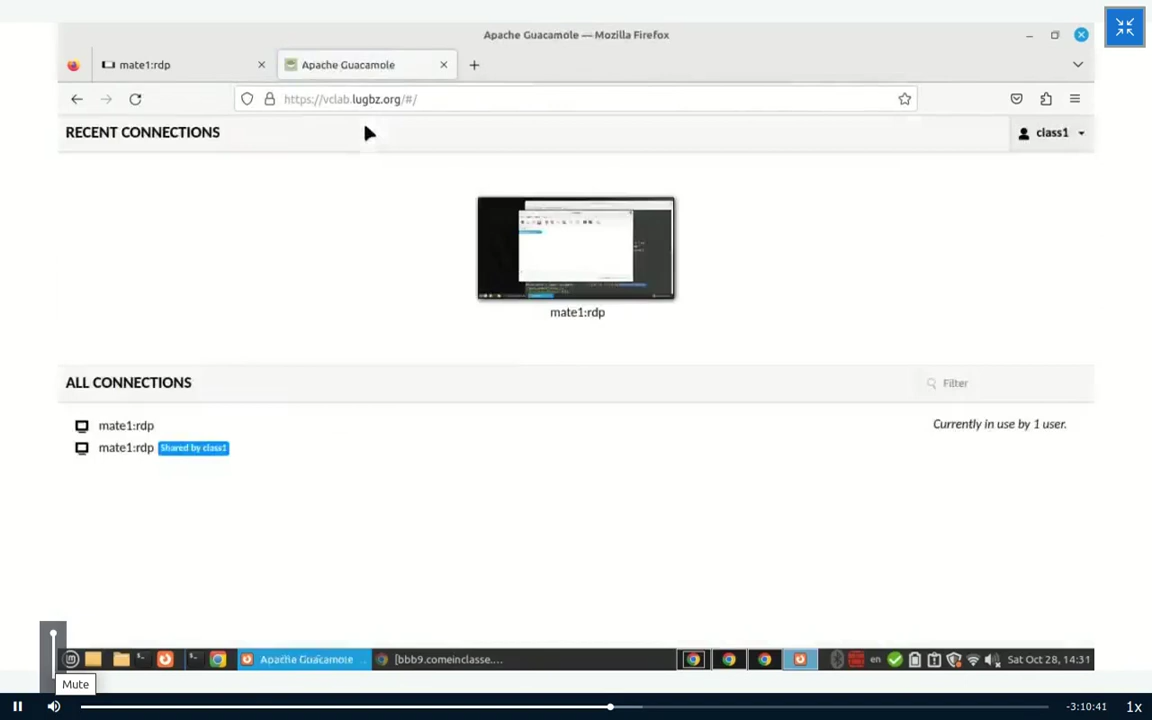 Apache Guacamole — Mozilla Firefox
mate1:rdp
Apache Guacamole
https://vclab.lugbz.org/#/
RECENT CONNECTIONS
class1
mate1:rdp
ALL CONNECTIONS
Filter
mate1:rdp
Currently in use by 1 user.
mate1:rdp Shared by class1
Apache Guacamole ...
[bbb9.comeinclasse....
en
Sat Oct 28, 14:31
Mute
-3:10:41
1x